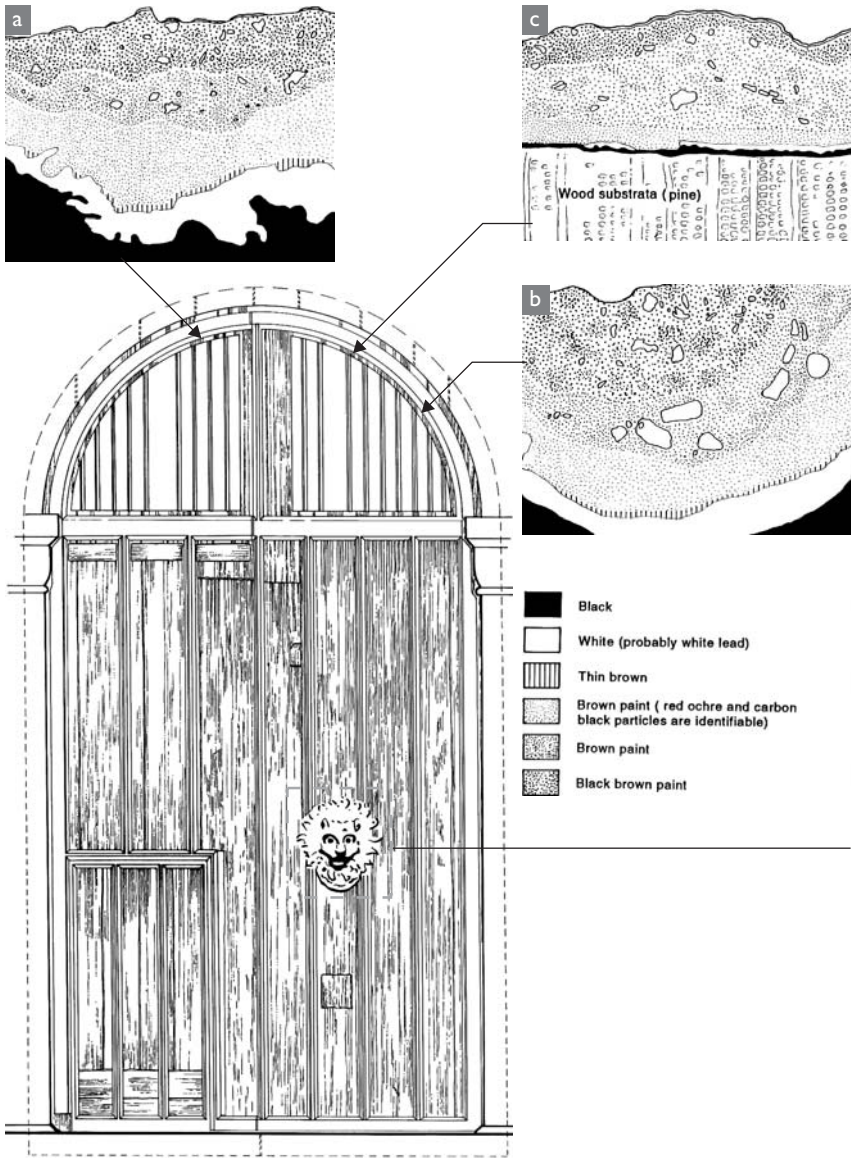 a
c
Wood substrata (pine)
b
Black
White (probably white lead)
Thin brown
Brown paint ( red ochre and carbon
black particles are identifiable)
Brown paint
Black brown paint